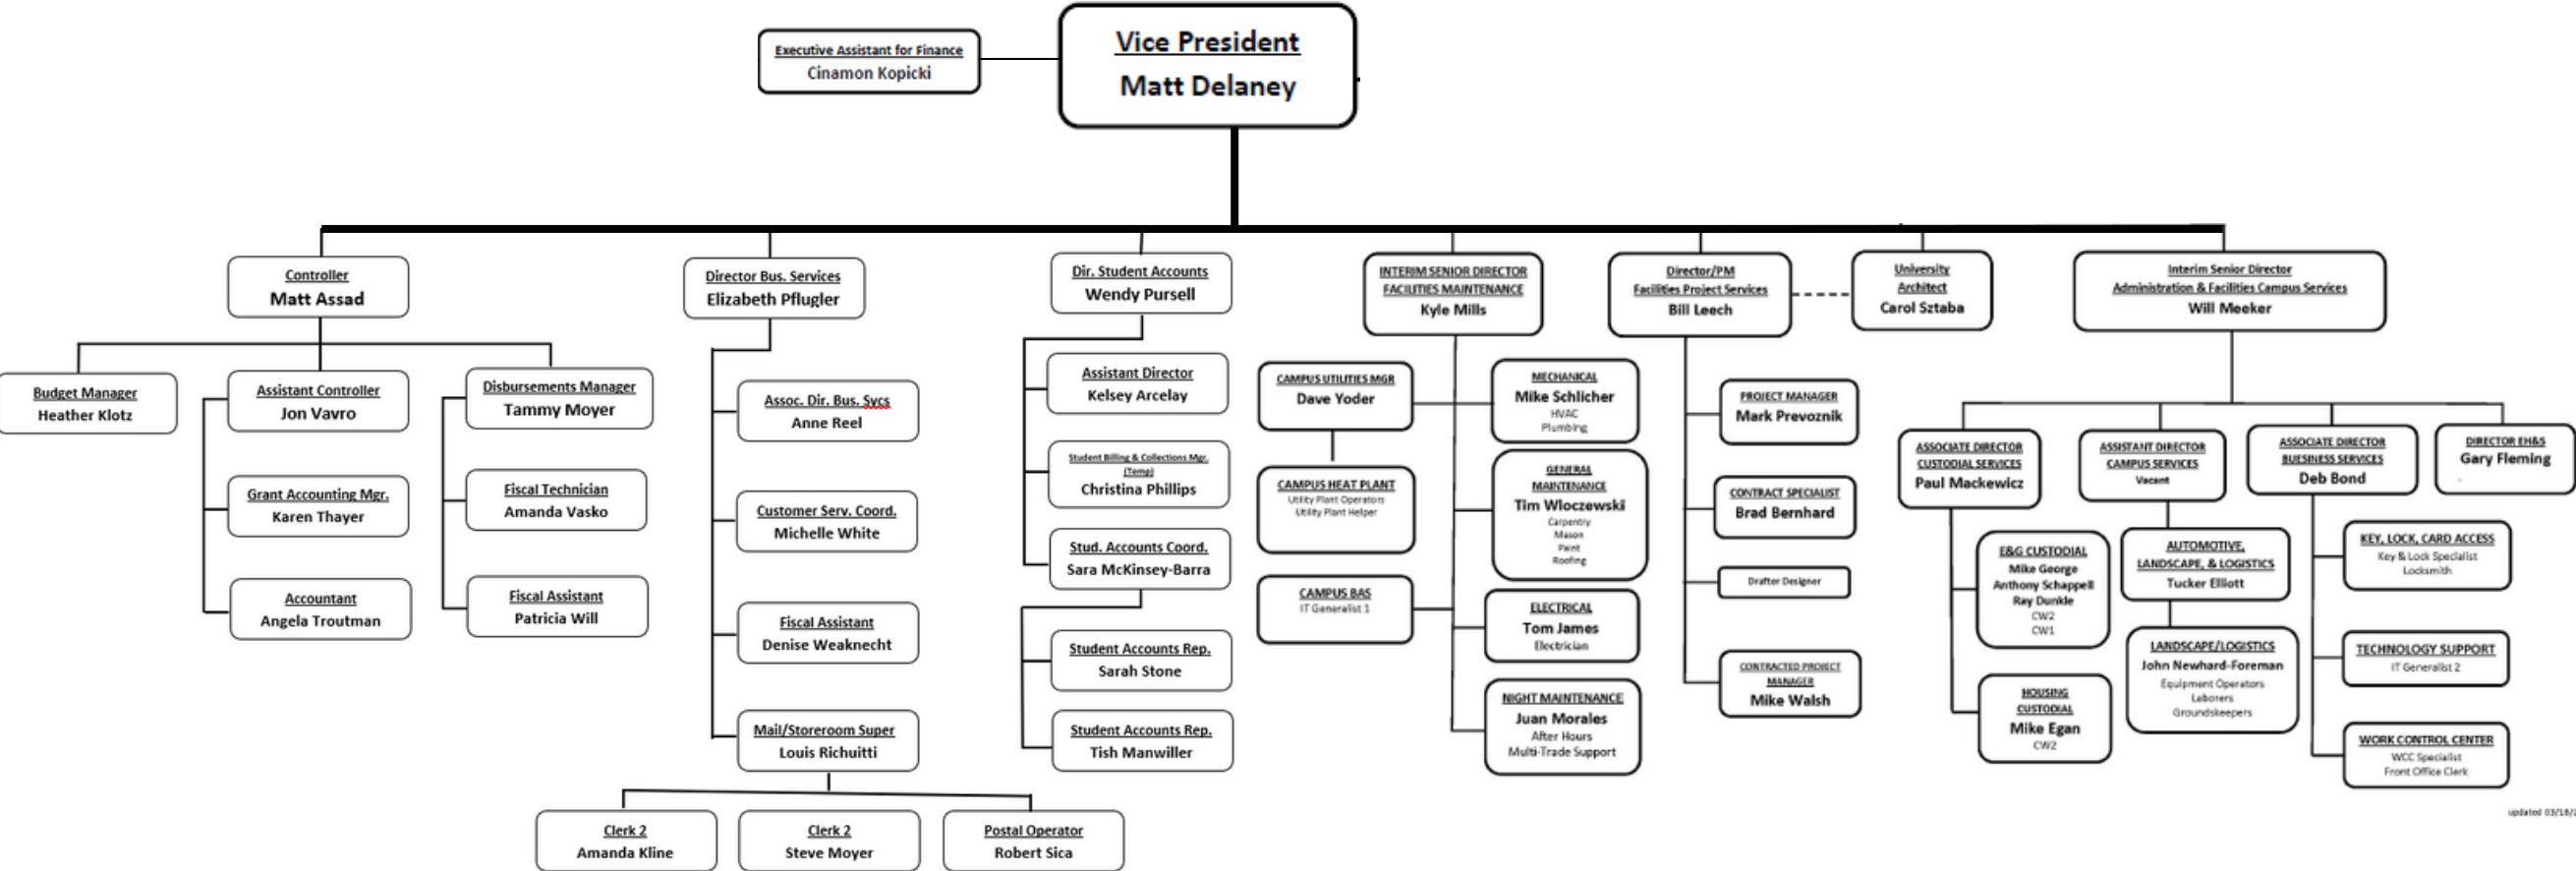 Vice President
Matt Delaney
Executive Assistant for Finance
Cinamon Kopicki
Controller
Matt Assad
Budget Manager
Heather Klotz
Assistant Controller
Jon Vavro
Grant Accounting Mgr.
Karen Thayer
Accountant
Angela Troutman
Disbursements Manager
Tammy Moyer
Fiscal Technician
Amanda Vasko
Fiscal Assistant
Patricia Will
Director Bus. Services
Elizabeth Pflugler
Assoc. Dir. Bus. Sycs
Anne Reel
Customer Serv. Coord.
Michelle White
Fiscal Assistant
Denise Weaknecht
Mail/Storeroom Super
Louis Richuitti
Clerk 2
Amanda Kline
Clerk 2
Steve Moyer
Postal Operator
Robert Sica
Dir. Student Accounts
Wendy Pursell
Assistant Director
Kelsey Arcelay
Student Billing & Collections Mgr.
(Temp)
Christina Phillips
Stud. Accounts Coord.
Sara McKinsey-Barra
Student Accounts Rep.
Sarah Stone
Student Accounts Rep.
Tish Manwiller
INTERIM SENIOR DIRECTOR
FACILITIES MAINTENANCE
Kyle Mills
CAMPUS UTILITIES MGR
Dave Yoder
CAMPUS HEAT PLANT
Utility Plant Operators
Utility Plant Helper
CAMPUS BAS
IT Generalist 1
MECHANICAL
Mike Schlicher
HVAC
Plumbing
GENERAL
MAINTENANCE
Tim Wloczewski
Carpentry
Mason
Paint
Roofing
ELECTRICAL
Tom James
Electrician
NIGHT MAINTENANCE
Juan Morales
After Hours
Multi-Trade Support
Director/PM
Facilities Project Services
Bill Leech
PROJECT MANAGER
Mark Prevoznik
CONTRACT SPECIALIST
Brad Bernhard
Drafter Designer
CONTRACTED PROJECT
MANAGER
Mike Walsh
University
Architect
Carol Sztaba
Interim Senior Director
Administration & Facilities Campus Services
Will Meeker
ASSOCIATE DIRECTOR
CUSTODIAL SERVICES
Paul Mackewicz
E&G CUSTODIAL
Mike George
Anthony Schappell
Ray Dunkle
CW2
CW1
HOUSING
CUSTODIAL
Mike Egan
CW2
ASSISTANT DIRECTOR
CAMPUS SERVICES
Vacant
AUTOMOTIVE,
LANDSCAPE, & LOGISTICS
Tucker Elliott
LANDSCAPE/LOGISTICS
John Newhard-Foreman
Equipment Operators
Laborers
Groundskeepers
ASSOCIATE DIRECTOR
BUESINESS SERVICES
Deb Bond
KEY, LOCK, CARD ACCESS
Key & Lock Specialist
Locksmith
TECHNOLOGY SUPPORT
IT Generalist 2
WORK CONTROL CENTER
WCC Specialist
Front Office Clerk
DIRECTOR EH&S
Gary Fleming
updated 03/18/2